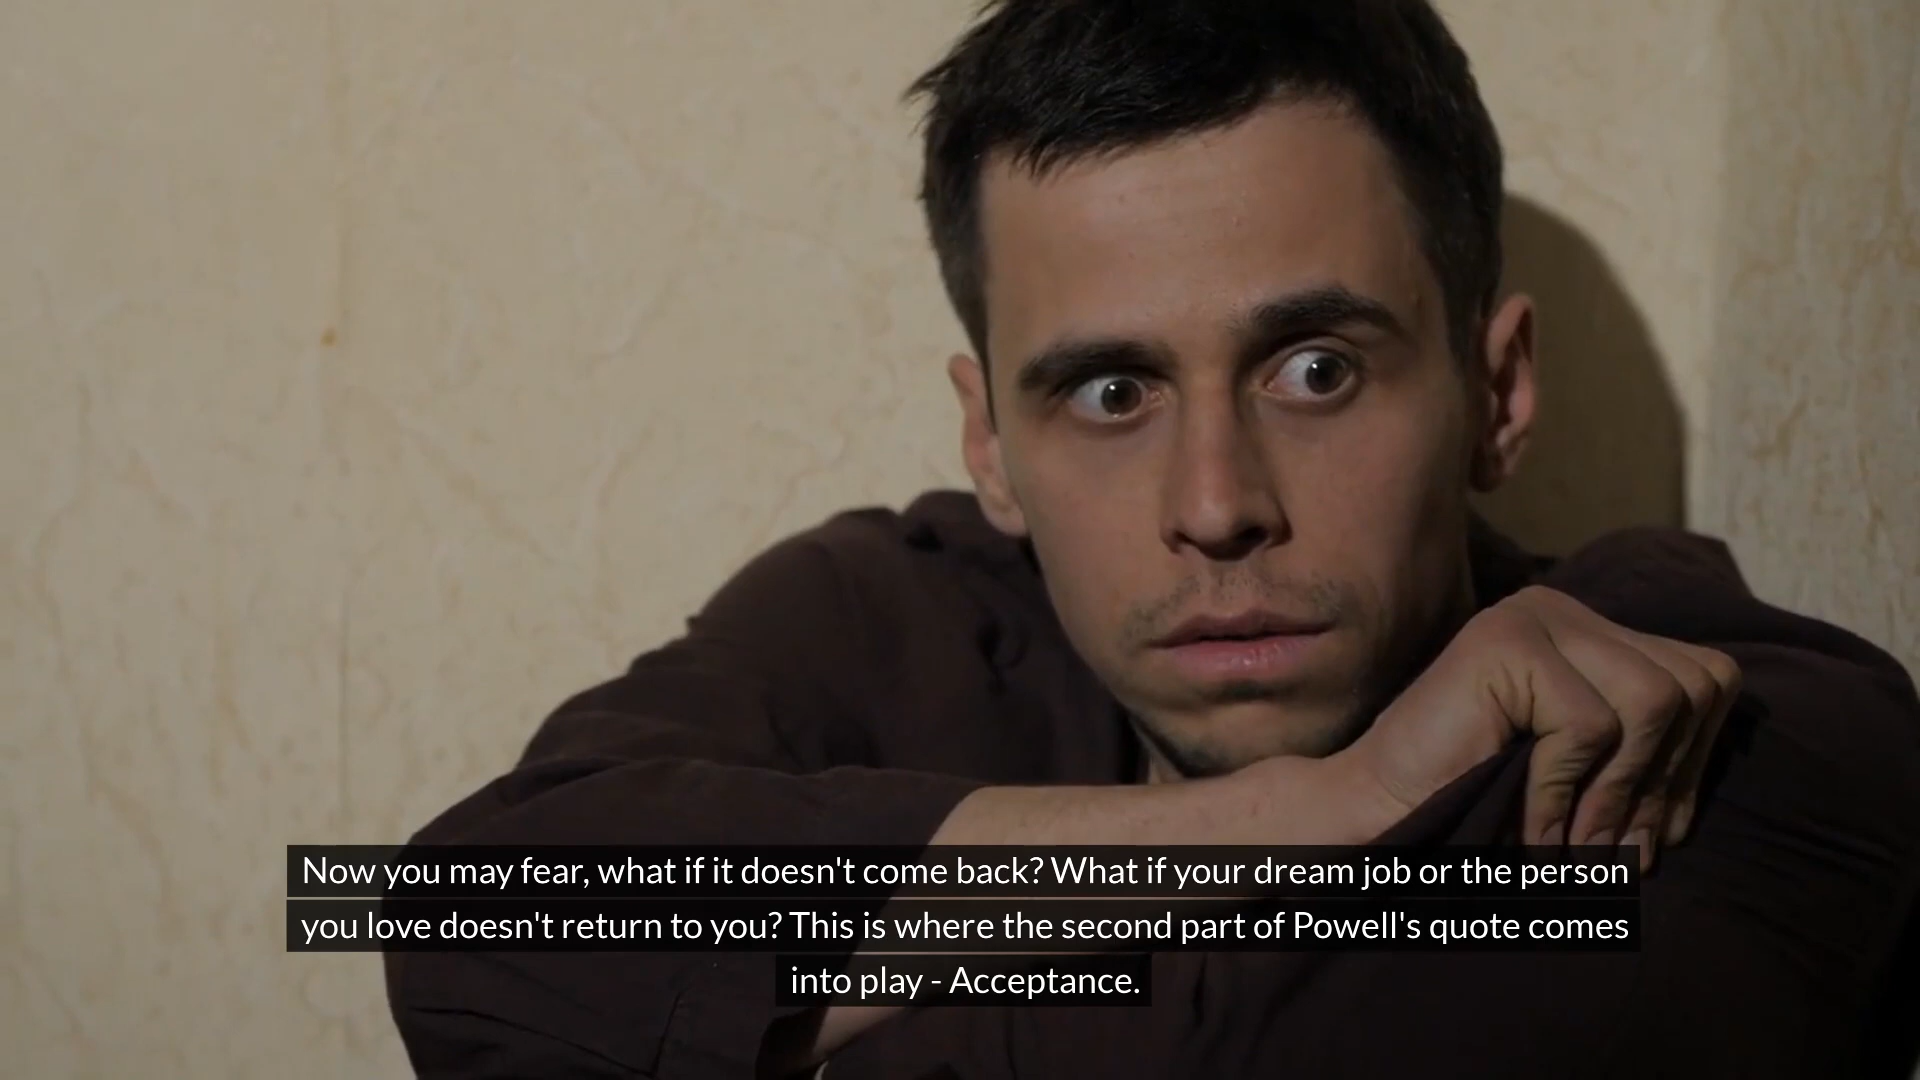 Now you may fear, what if it doesn't come back? What if your dream job or the person
you love doesn't return to you? This is where the second part of Powell's quote comes
into play - Acceptance.